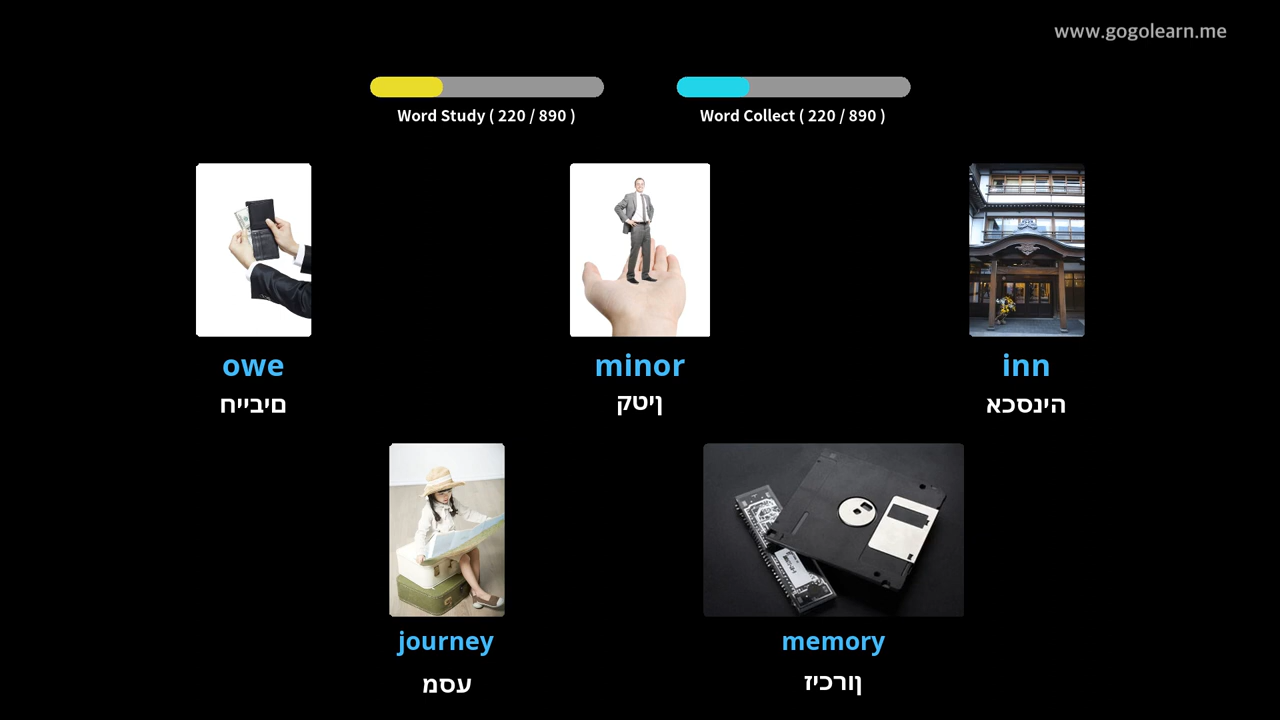 www.gogolearn.me
Word Study ( 220 / 890 )
Word Collect ( 220 / 890 )
owe
םיבייח
minor
ןיטק
inn
הינסכא
journey
עסמ
memory
ןורכיז